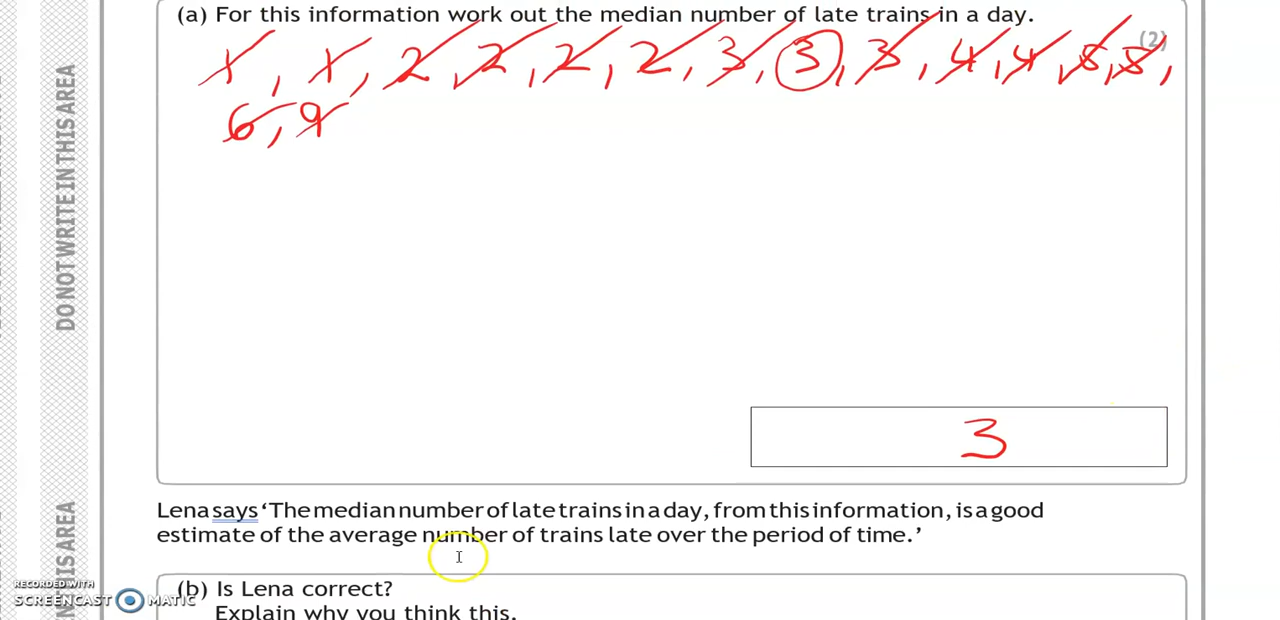 (a) For this information work out the median number of late trains in a day.
(2)
1, 1, 2, 2, 2, 2, 3, 3, 3, 4, 4, 5, 5,
6, 9
3
DO NOT WRITE IN THIS AREA
Lena says ‘The median number of late trains in a day, from this information, is a good
estimate of the average number of trains late over the period of time.’
(b) Is Lena correct?
Explain why you think this.
THIS AREA
RECORDED WITH
SCREENCAST MATIC